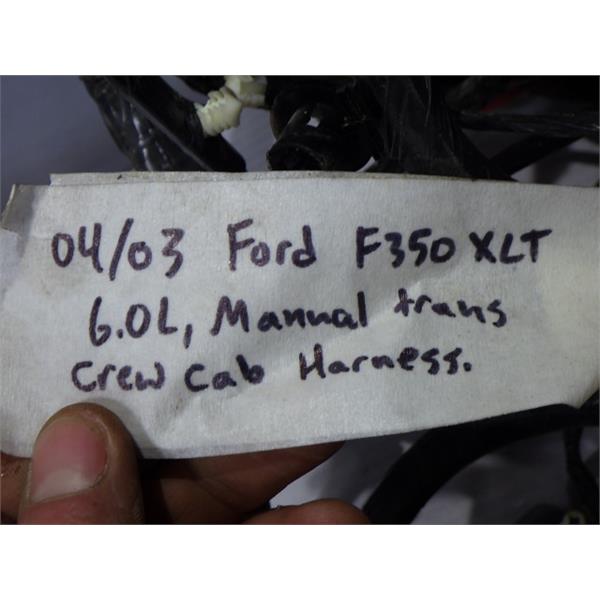 04/03 Ford F350 XLT
6.0L, Manual trans
Crew cab Harness.